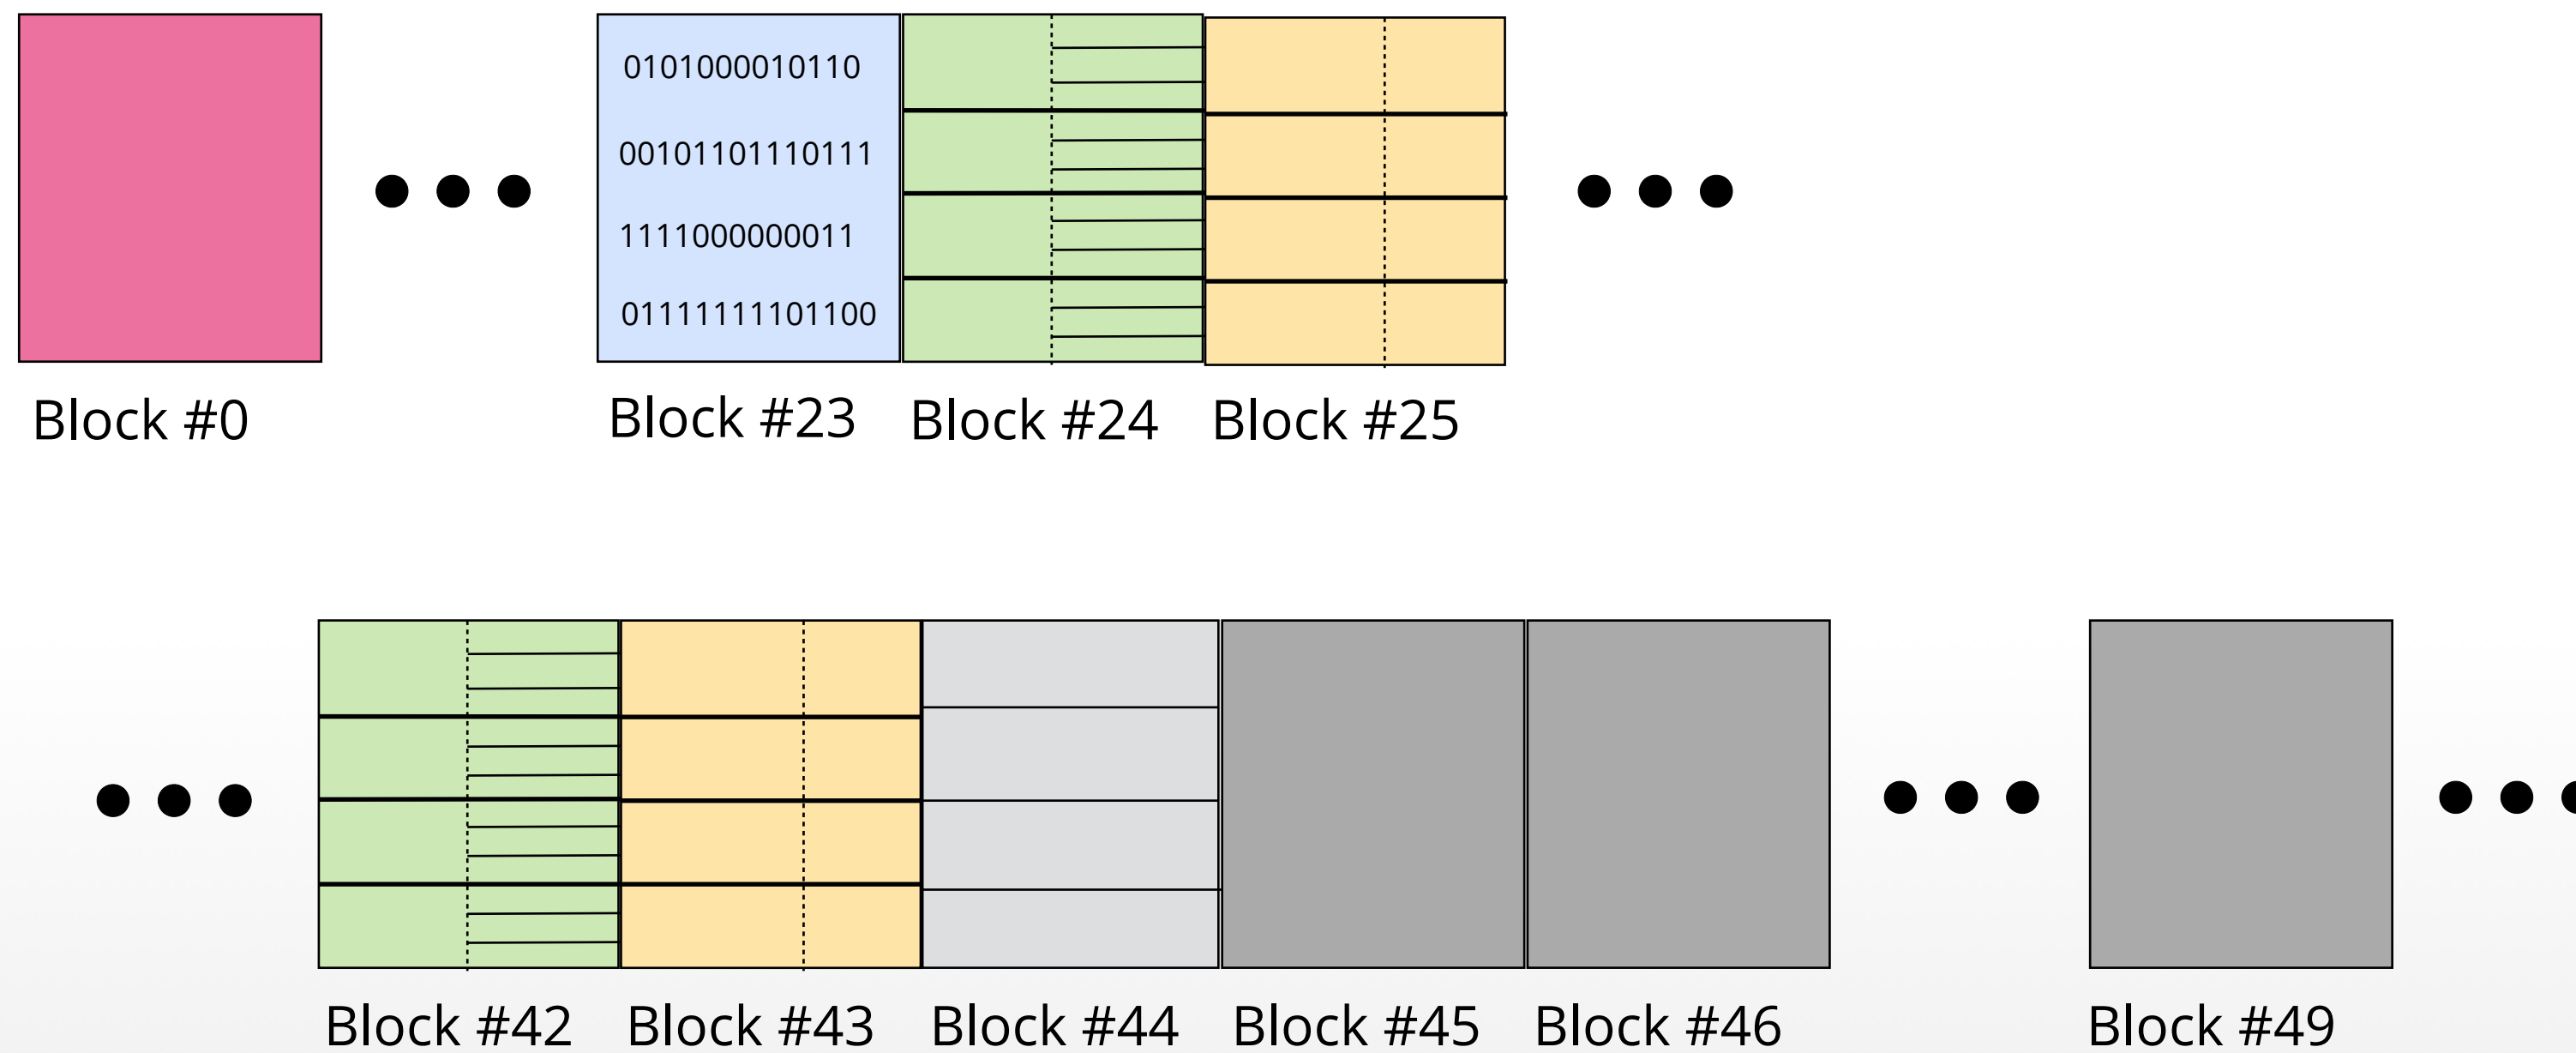 0101000010110
00101101110111
1111000000011
01111111101100
Block #0
Block #23
Block #24
Block #25
Block #42
Block #43
Block #44
Block #45
Block #46
Block #49